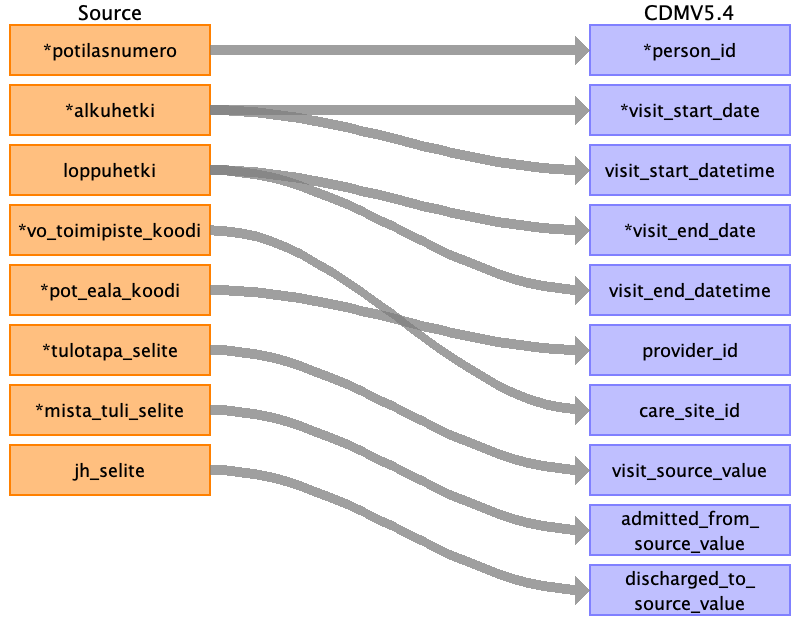 Source
CDMV5.4
*potilasnumero
*person_id
*alkuhetki
*visit_start_date
loppuhetki
visit_start_datetime
*vo_toimipiste_koodi
*visit_end_date
*pot_eala_koodi
visit_end_datetime
*tulotapa_selite
provider_id
*mista_tuli_selite
care_site_id
jh_selite
visit_source_value
admitted_from_
source_value
discharged_to_
source_value